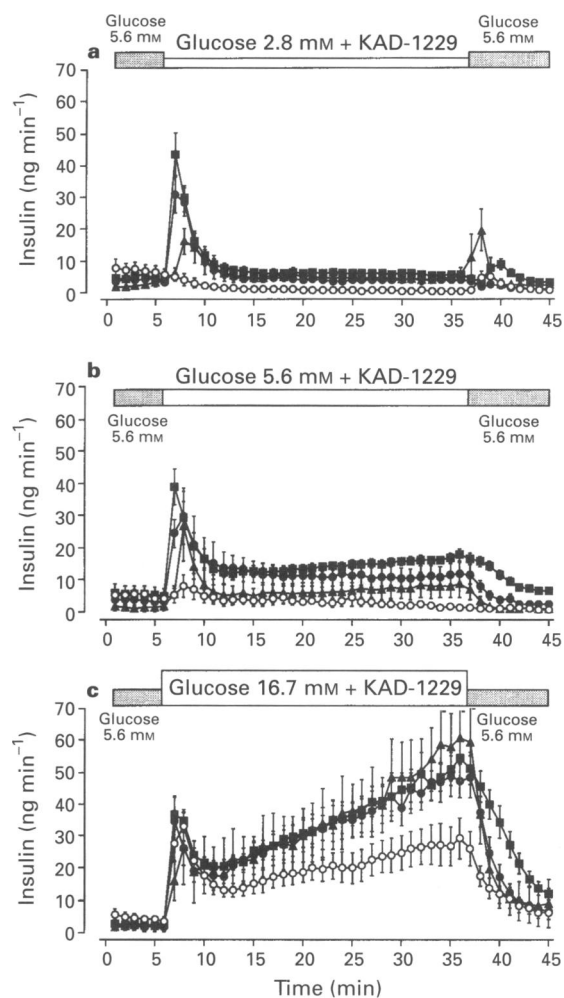 Glucose
5.6 mM
Glucose 2.8 mM + KAD-1229
Glucose
5.6 mM
a
70
60
50
40
30
20
10
0
Insulin (ng min⁻¹)
0 5 10 15 20 25 30 35 40 45
b
Glucose 5.6 mM + KAD-1229
Glucose
5.6 mM
Glucose
5.6 mM
70
60
50
40
30
20
10
0
Insulin (ng min⁻¹)
0 5 10 15 20 25 30 35 40 45
c
Glucose 16.7 mM + KAD-1229
Glucose
5.6 mM
Glucose
5.6 mM
70
60
50
40
30
20
10
0
Insulin (ng min⁻¹)
0 5 10 15 20 25 30 35 40 45
Time (min)